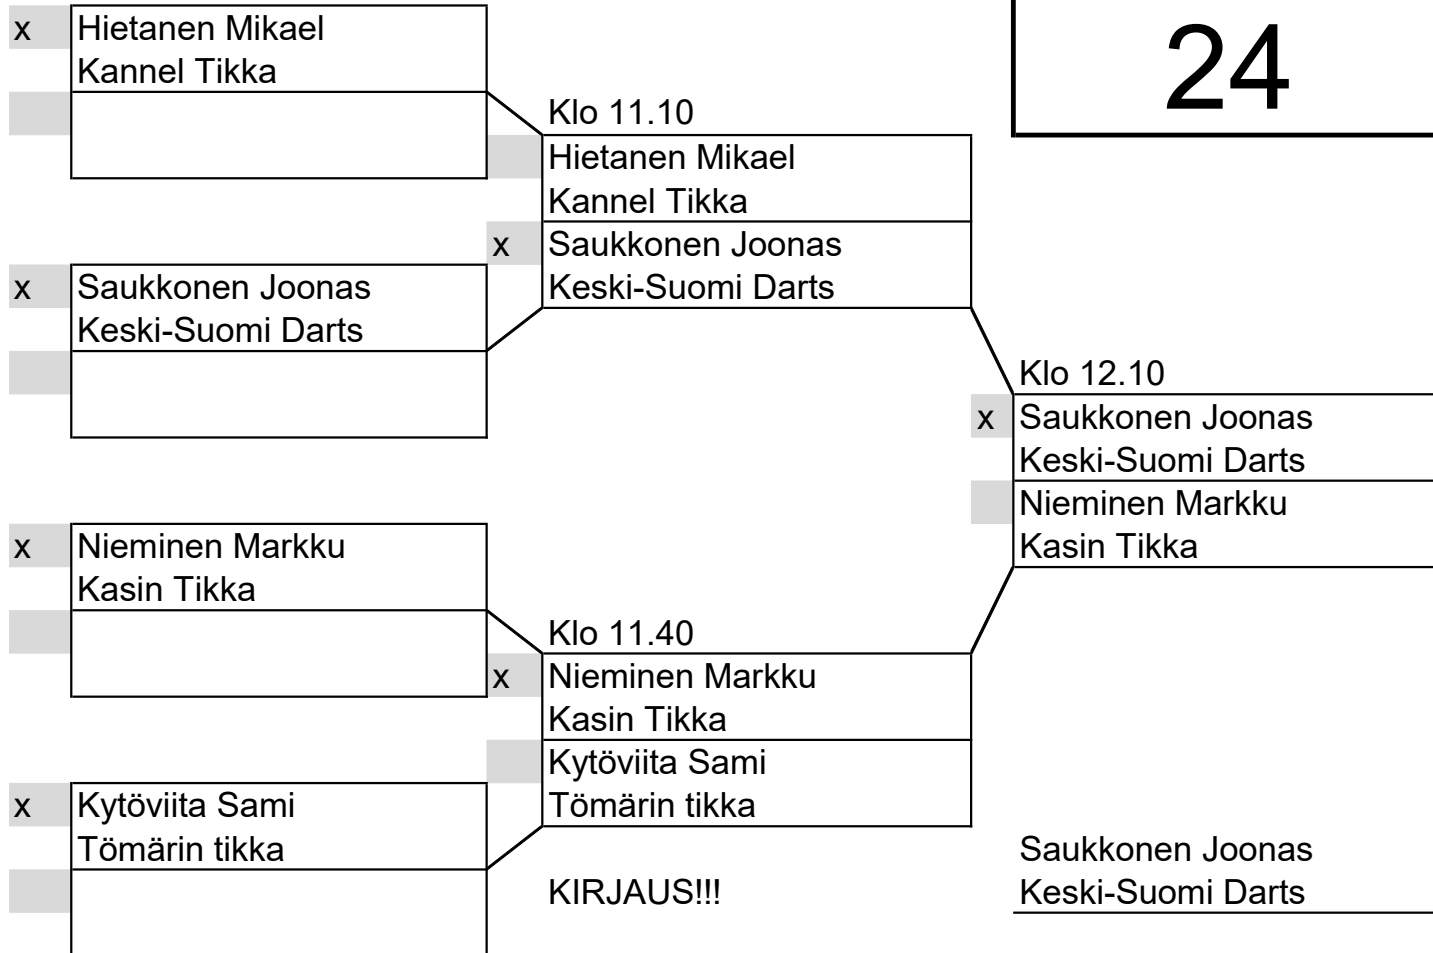 x Hietanen Mikael
Kannel Tikka
24
Klo 11.10
Hietanen Mikael
Kannel Tikka
x Saukkonen Joonas
Keski-Suomi Darts
x Saukkonen Joonas
Keski-Suomi Darts
Klo 12.10
x Saukkonen Joonas
Keski-Suomi Darts
Nieminen Markku
Kasin Tikka
x Nieminen Markku
Kasin Tikka
Klo 11.40
x Nieminen Markku
Kasin Tikka
Kytöviita Sami
Tömärin tikka
x Kytöviita Sami
Tömärin tikka
KIRJAUS!!!
Saukkonen Joonas
Keski-Suomi Darts